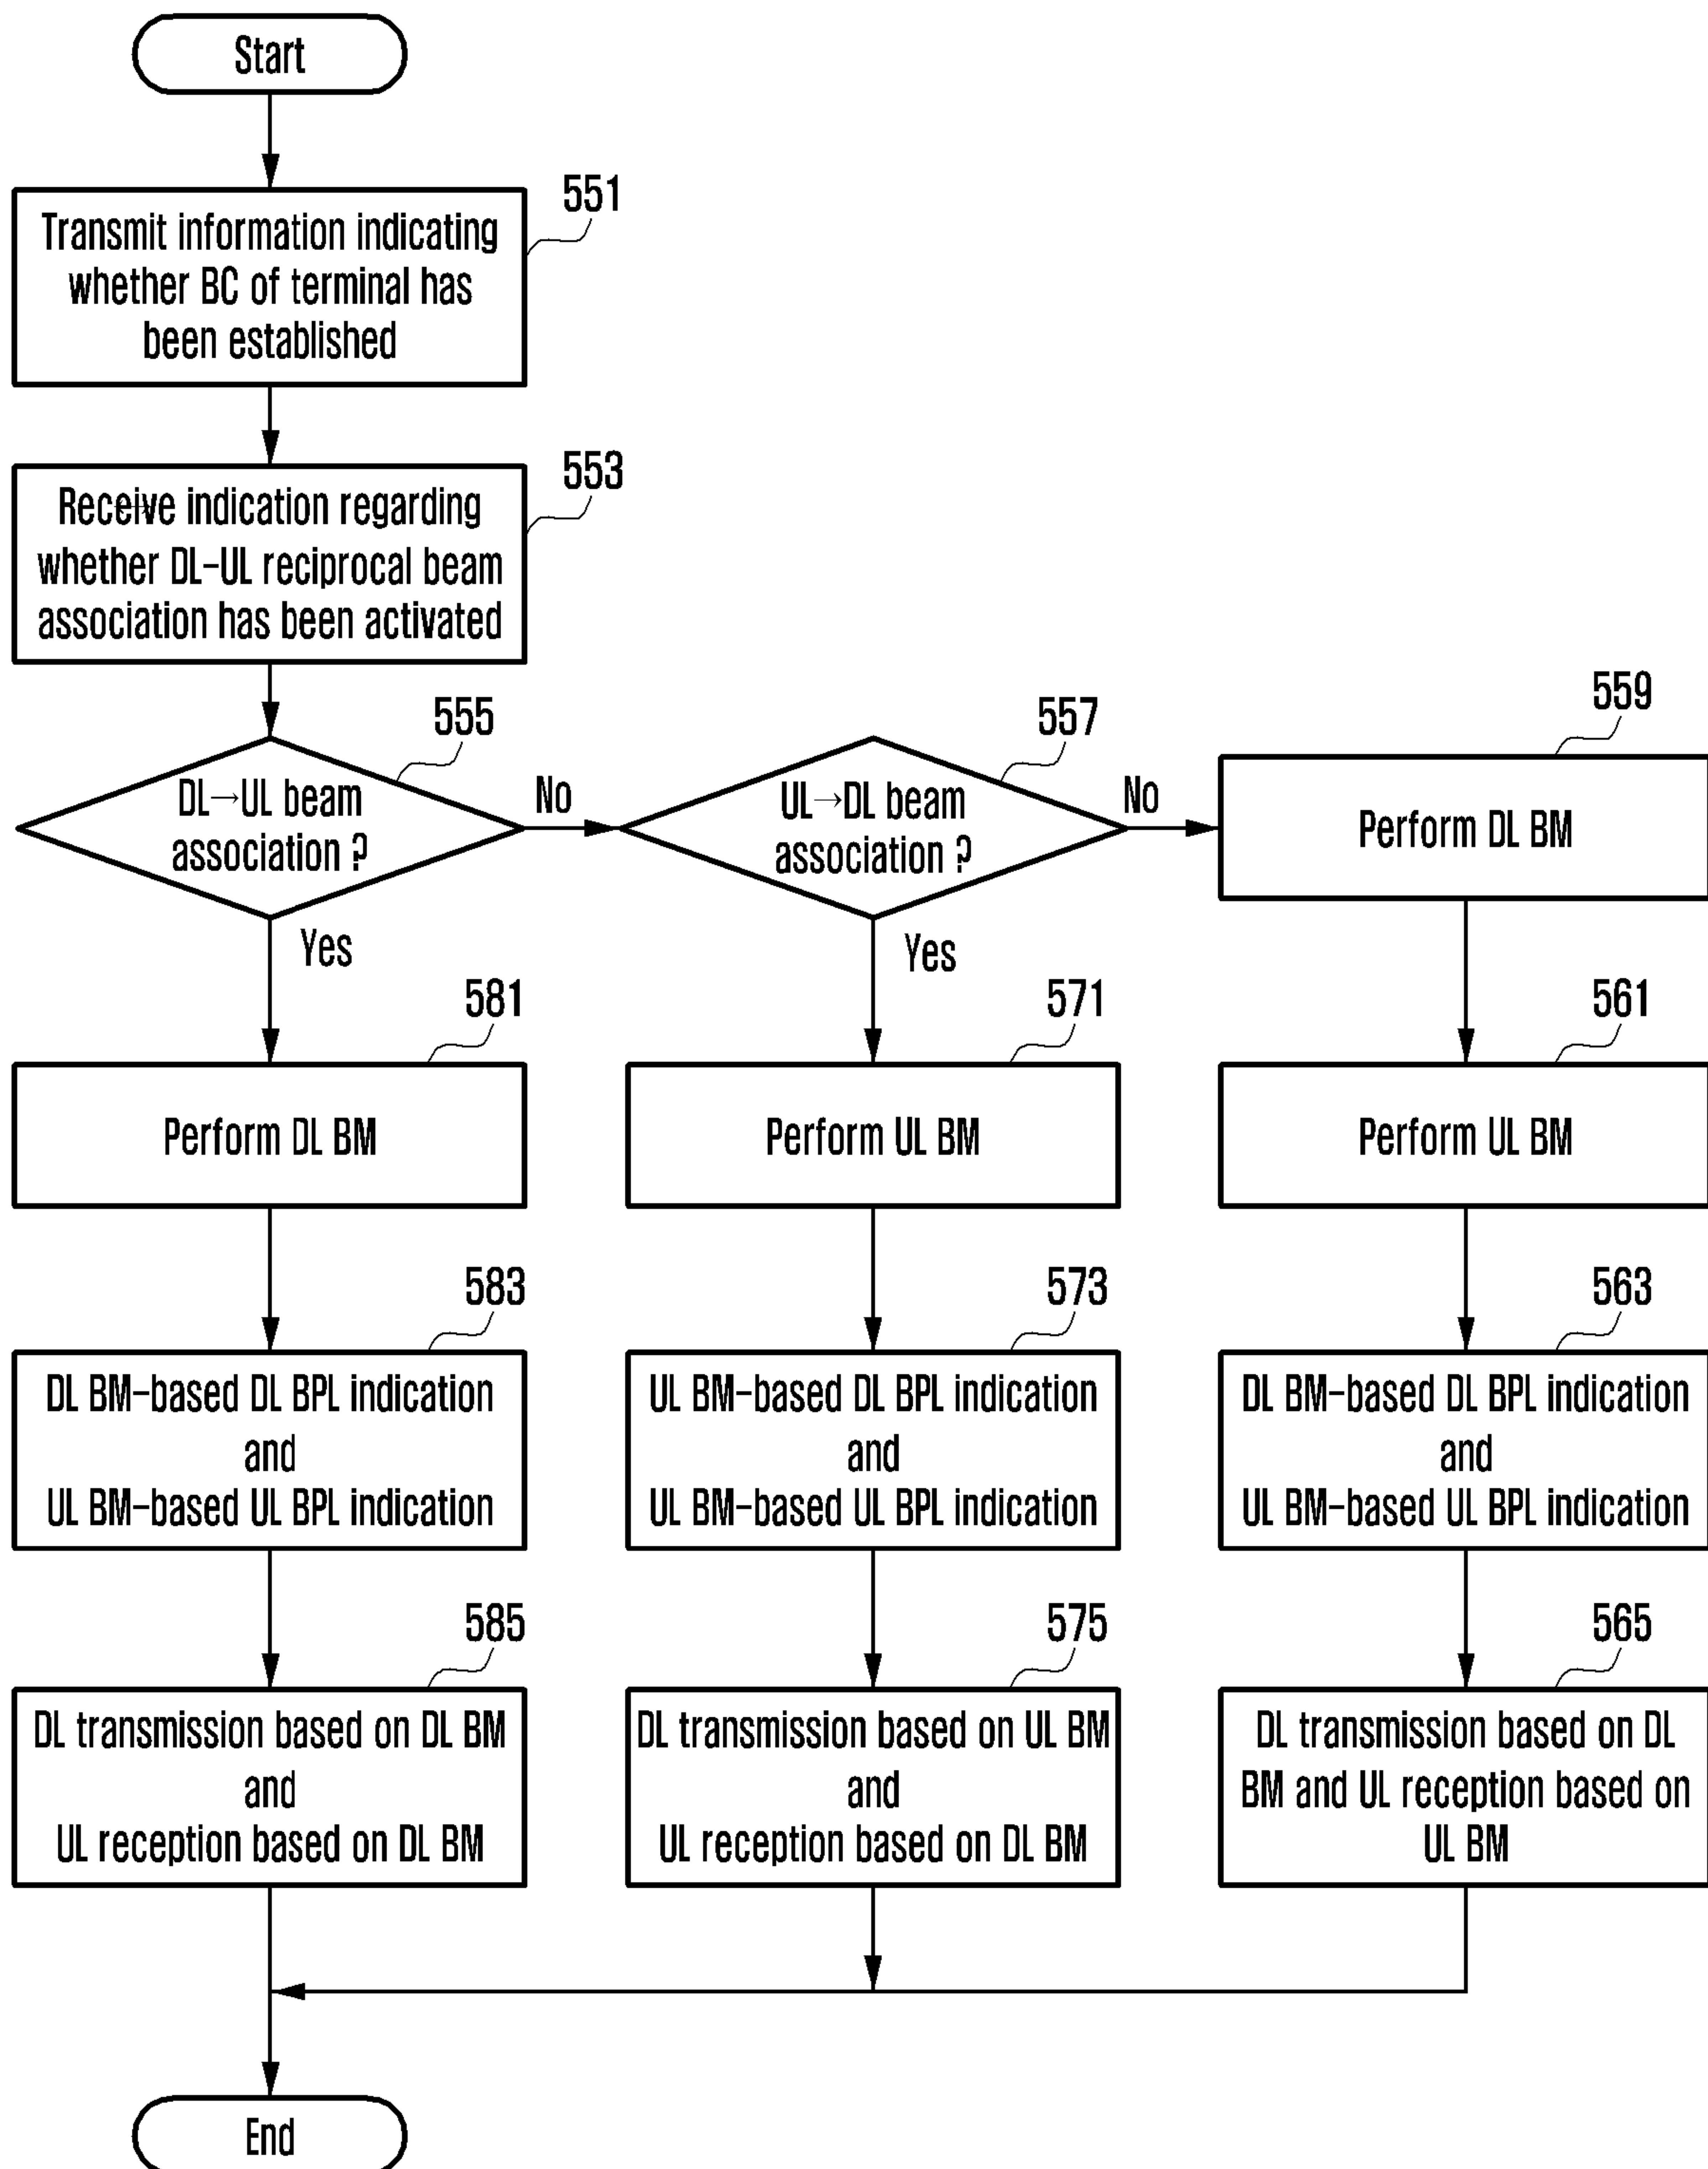 Start
551
Transmit information indicating
whether BC of terminal has
been established
553
Receive indication regarding
whether DL-UL reciprocal beam
association has been activated
555
DL→UL beam
association ?
No
Yes
557
UL→DL beam
association ?
No
Yes
559
Perform DL BM
581
Perform DL BM
571
Perform UL BM
561
Perform UL BM
583
DL BM-based DL BPL indication
and
UL BM-based UL BPL indication
573
UL BM-based DL BPL indication
and
UL BM-based UL BPL indication
563
DL BM-based DL BPL indication
and
UL BM-based UL BPL indication
585
DL transmission based on DL BM
and
UL reception based on DL BM
575
DL transmission based on UL BM
and
UL reception based on DL BM
565
DL transmission based on DL
BM and UL reception based on
UL BM
End